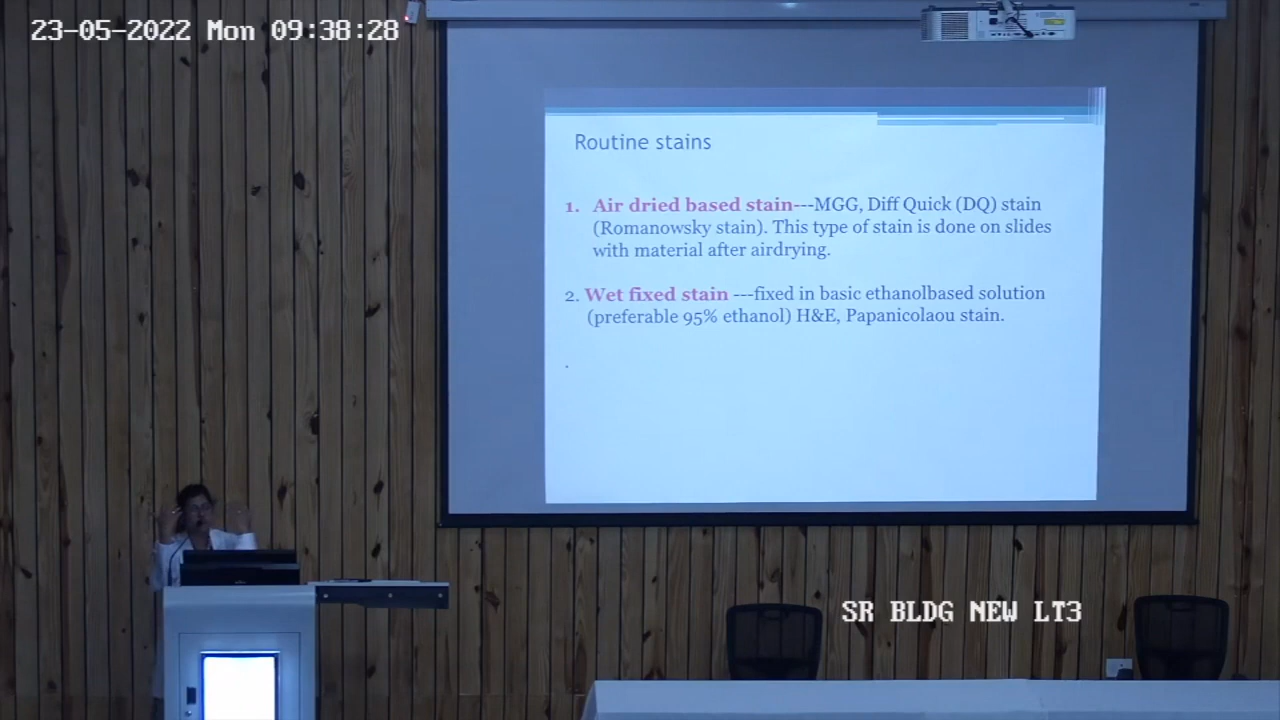 23-05-2022 Mon 09:38:28
Routine stains
1. Air dried based stain---MGG, Diff Quick (DQ) stain
(Romanowsky stain). This type of stain is done on slides
with material after airdrying.
2. Wet fixed stain ---fixed in basic ethanolbased solution
(preferable 95% ethanol) H&E, Papanicolaou stain.
.
SR BLDG NEW LT3